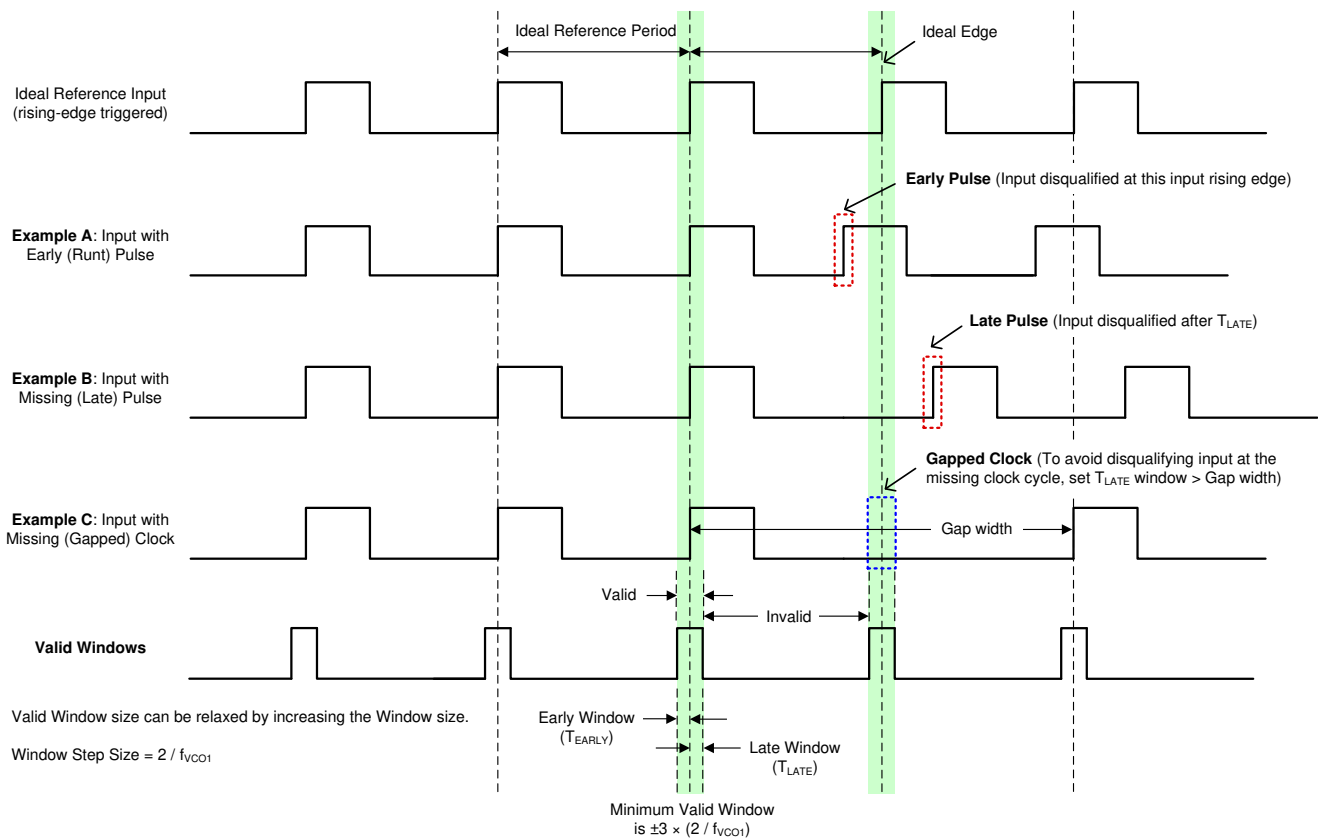 Ideal Reference Period
Ideal Edge
Ideal Reference Input
(rising-edge triggered)
Early Pulse (Input disqualified at this input rising edge)
Example A: Input with
Early (Runt) Pulse
Late Pulse (Input disqualified after TLATE)
Example B: Input with
Missing (Late) Pulse
Gapped Clock (To avoid disqualifying input at the
missing clock cycle, set TLATE window > Gap width)
Example C: Input with
Missing (Gapped) Clock
Gap width
Valid
Invalid
Valid Windows
Valid Window size can be relaxed by increasing the Window size.
Window Step Size = 2 / fVCO1
Early Window
(TEARLY)
Late Window
(TLATE)
Minimum Valid Window
is ±3 × (2 / fVCO1)